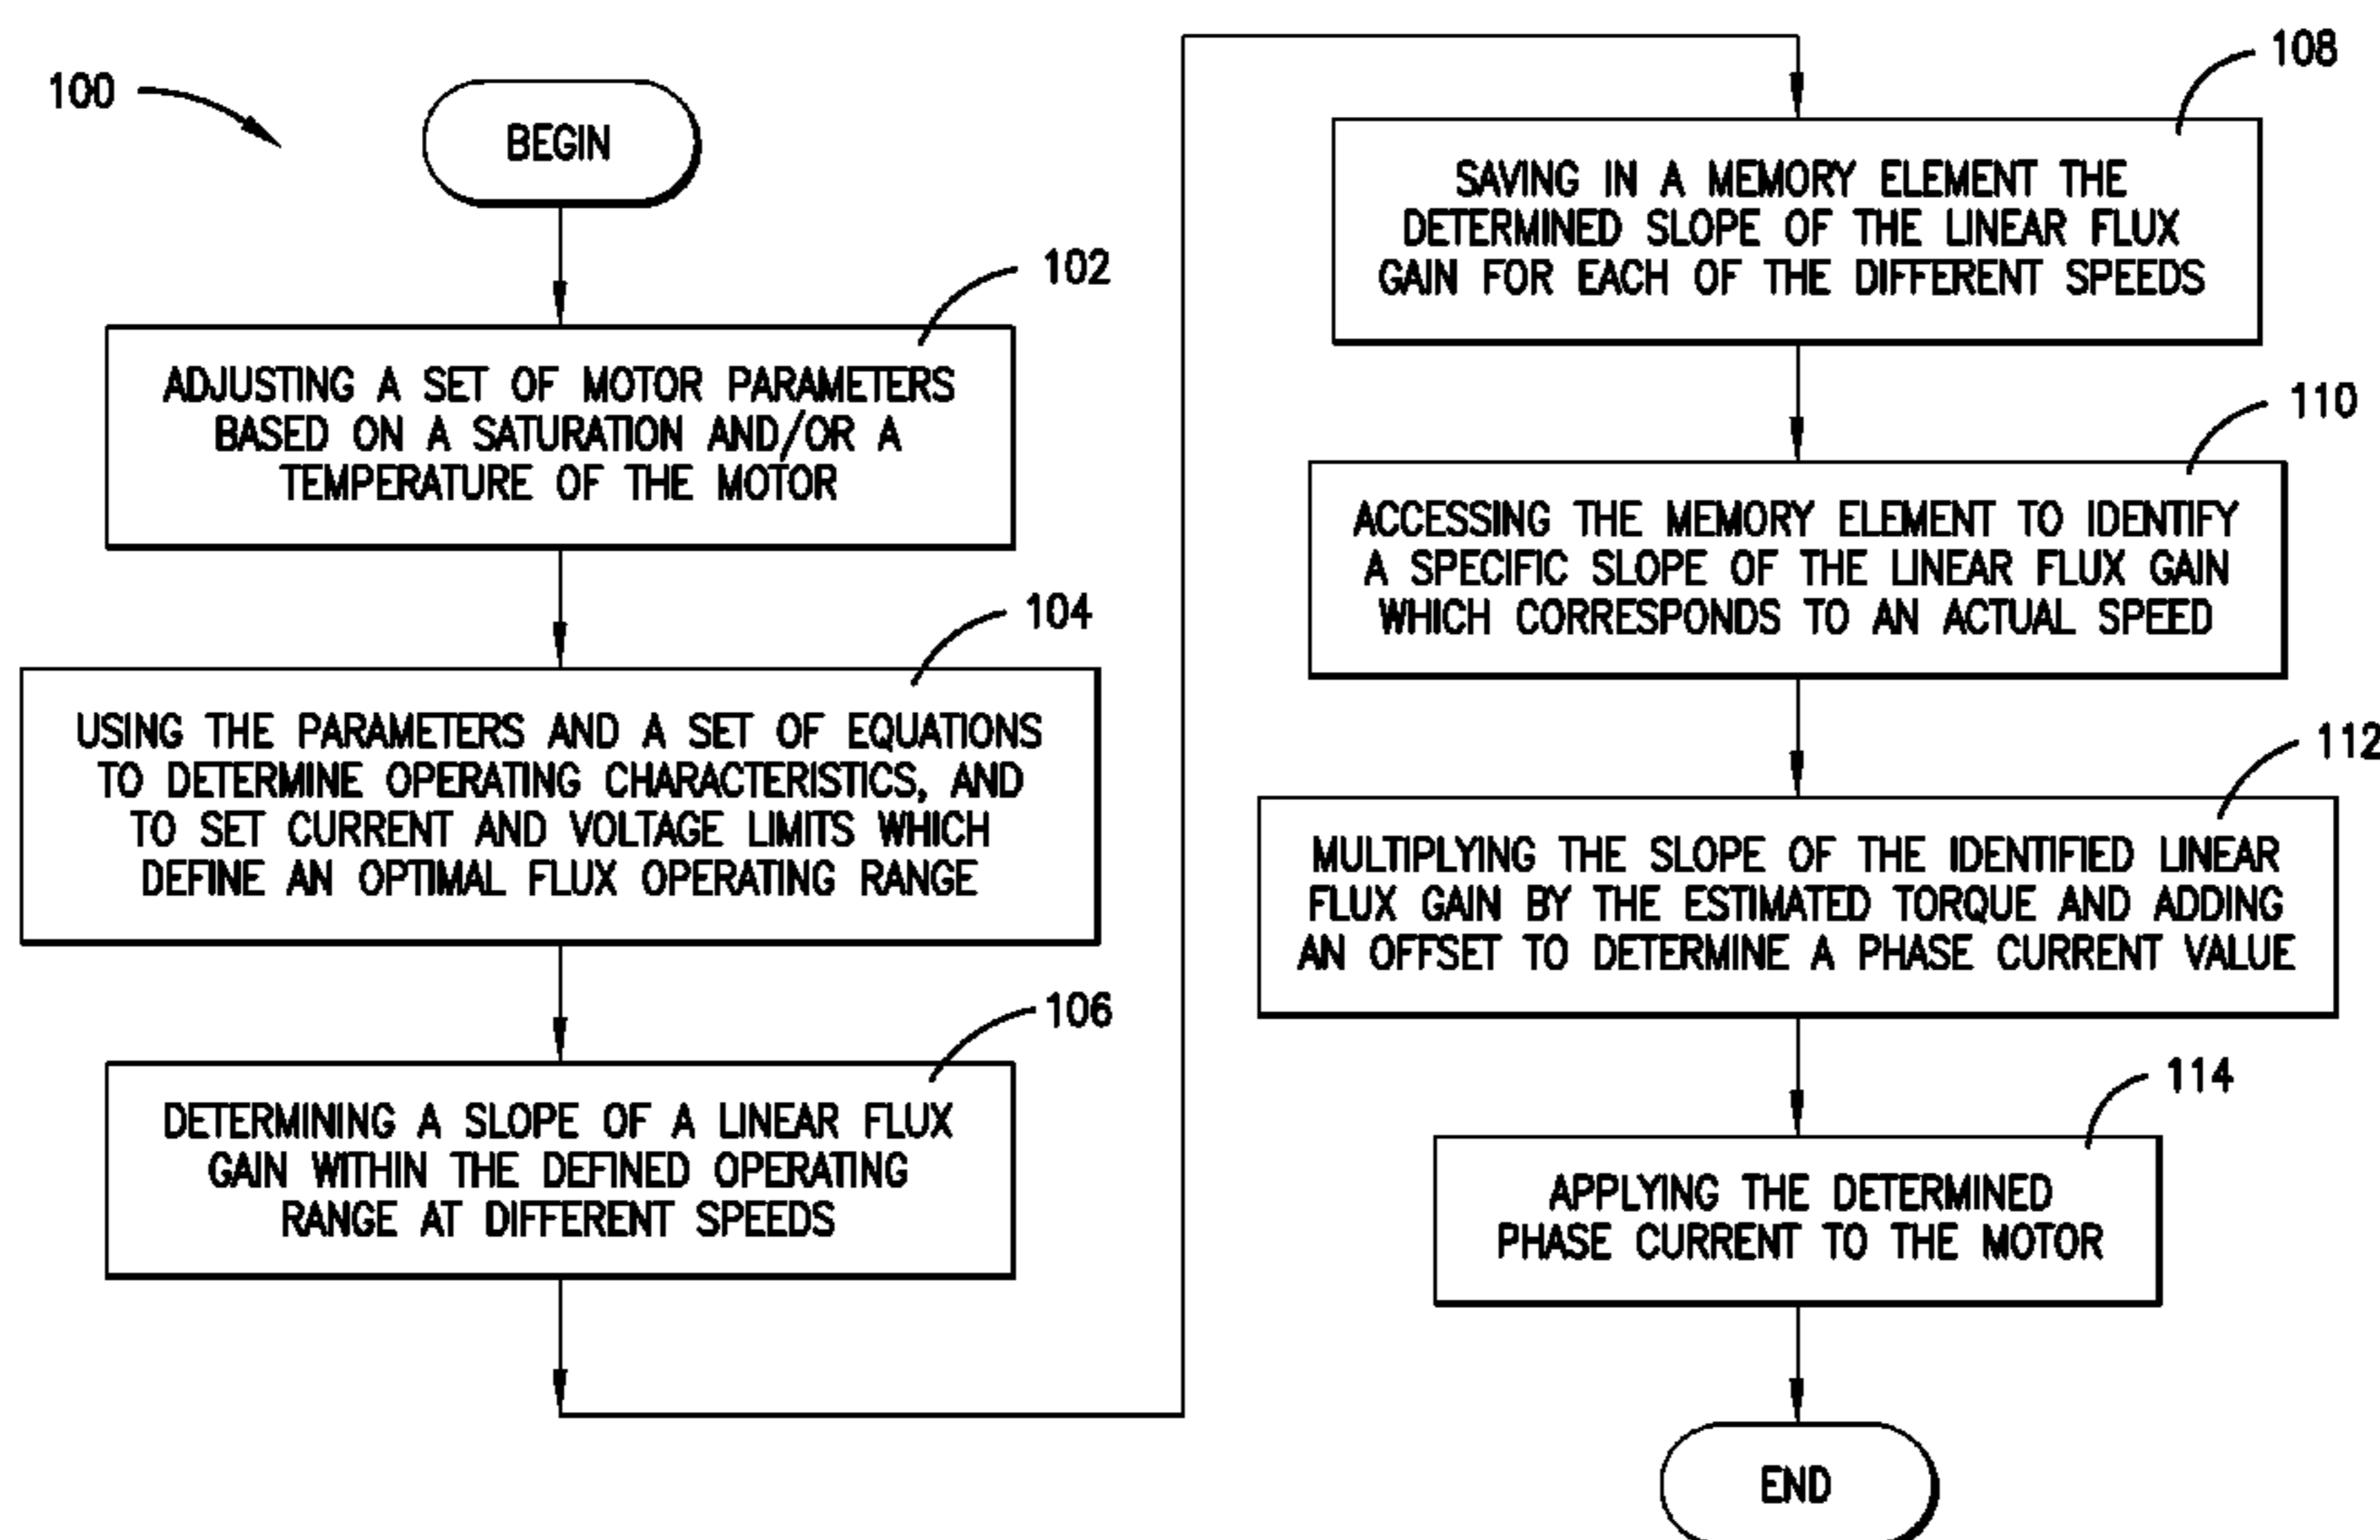 100
BEGIN
102
ADJUSTING A SET OF MOTOR PARAMETERS
BASED ON A SATURATION AND/OR A
TEMPERATURE OF THE MOTOR
104
USING THE PARAMETERS AND A SET OF EQUATIONS
TO DETERMINE OPERATING CHARACTERISTICS, AND
TO SET CURRENT AND VOLTAGE LIMITS WHICH
DEFINE AN OPTIMAL FLUX OPERATING RANGE
106
DETERMINING A SLOPE OF A LINEAR FLUX
GAIN WITHIN THE DEFINED OPERATING
RANGE AT DIFFERENT SPEEDS
108
SAVING IN A MEMORY ELEMENT THE
DETERMINED SLOPE OF THE LINEAR FLUX
GAIN FOR EACH OF THE DIFFERENT SPEEDS
110
ACCESSING THE MEMORY ELEMENT TO IDENTIFY
A SPECIFIC SLOPE OF THE LINEAR FLUX GAIN
WHICH CORRESPONDS TO AN ACTUAL SPEED
112
MULTIPLYING THE SLOPE OF THE IDENTIFIED LINEAR
FLUX GAIN BY THE ESTIMATED TORQUE AND ADDING
AN OFFSET TO DETERMINE A PHASE CURRENT VALUE
114
APPLYING THE DETERMINED
PHASE CURRENT TO THE MOTOR
END